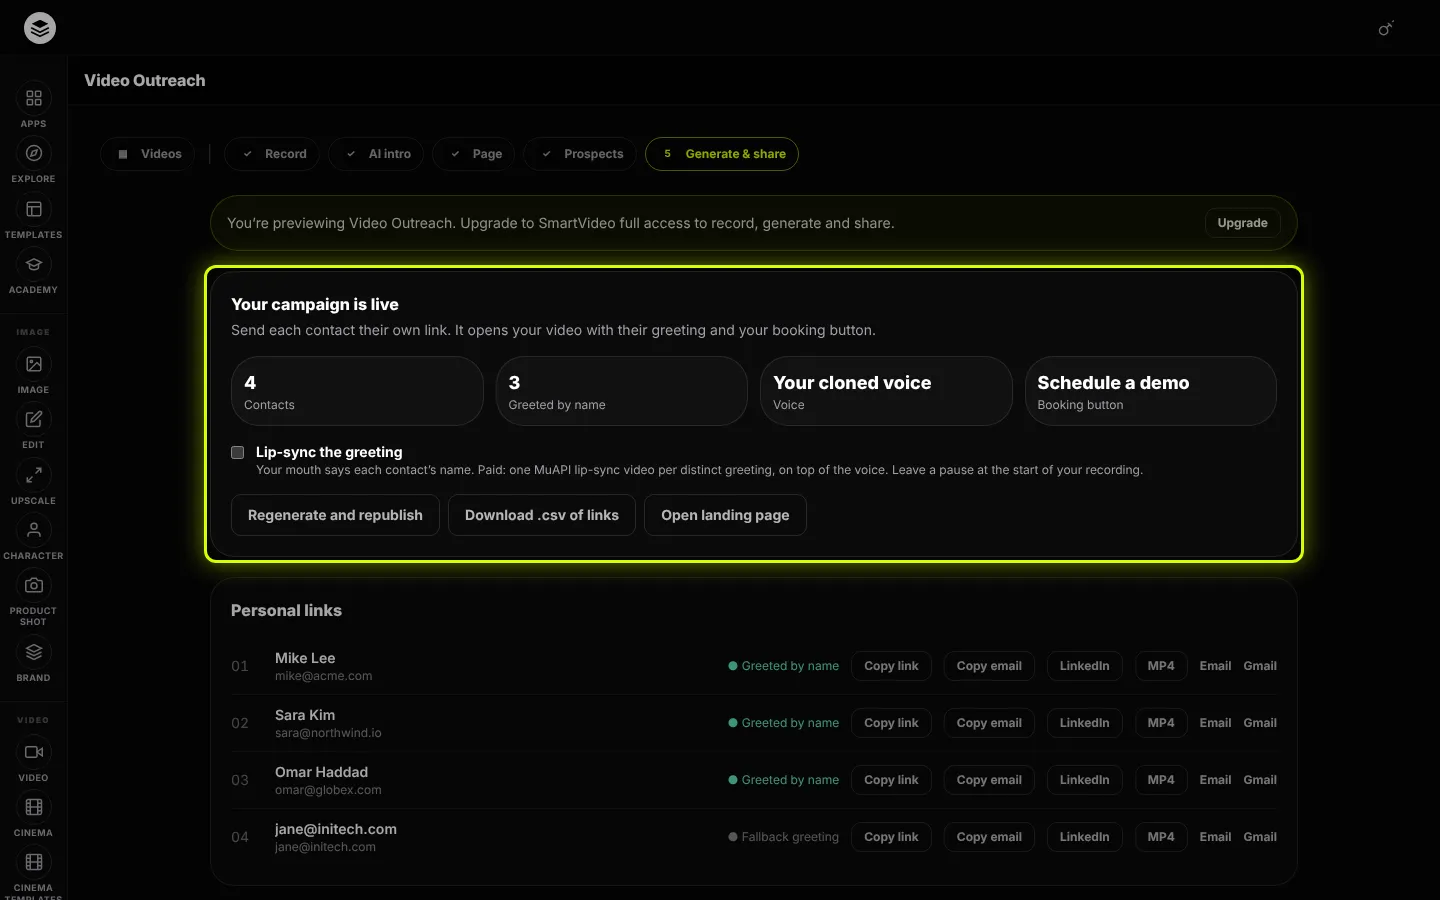 Video Outreach
APPS
EXPLORE
TEMPLATES
ACADEMY
IMAGE
IMAGE
EDIT
UPSCALE
CHARACTER
PRODUCT
SHOT
BRAND
VIDEO
VIDEO
CINEMA
CINEMA
TEMPLATES
Videos Record AI intro Page Prospects 5 Generate & share
You're previewing Video Outreach. Upgrade to SmartVideo full access to record, generate and share. Upgrade
Your campaign is live
Send each contact their own link. It opens your video with their greeting and your booking button.
4 3 Your cloned voice Schedule a demo
Contacts Greeted by name Voice Booking button
Lip-sync the greeting
Your mouth says each contact's name. Paid: one MuAPI lip-sync video per distinct greeting, on top of the voice. Leave a pause at the start of your recording.
Regenerate and republish Download .csv of links Open landing page
Personal links
01 Mike Lee Greeted by name Copy link Copy email LinkedIn MP4 Email Gmail
mike@acme.com
02 Sara Kim Greeted by name Copy link Copy email LinkedIn MP4 Email Gmail
sara@northwind.io
03 Omar Haddad Greeted by name Copy link Copy email LinkedIn MP4 Email Gmail
omar@globex.com
04 jane@initech.com Fallback greeting Copy link Copy email LinkedIn MP4 Email Gmail
jane@initech.com